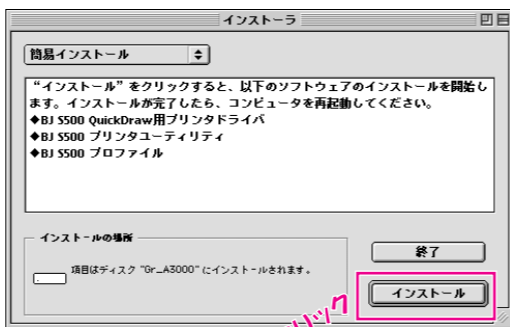 インストーラ
簡易インストール
“インストール”をクリックすると、以下のソフトウェアのインストールを開始し
ます。インストールが完了したら、コンピュータを再起動してください。
◆BJ S500 QuickDraw用プリンタドライバ
◆BJ S500 プリンタユーティリティ
◆BJ S500 プロファイル
インストールの場所
項目はディスク "Gr_A3000" にインストールされます。
終了
インストール
リック